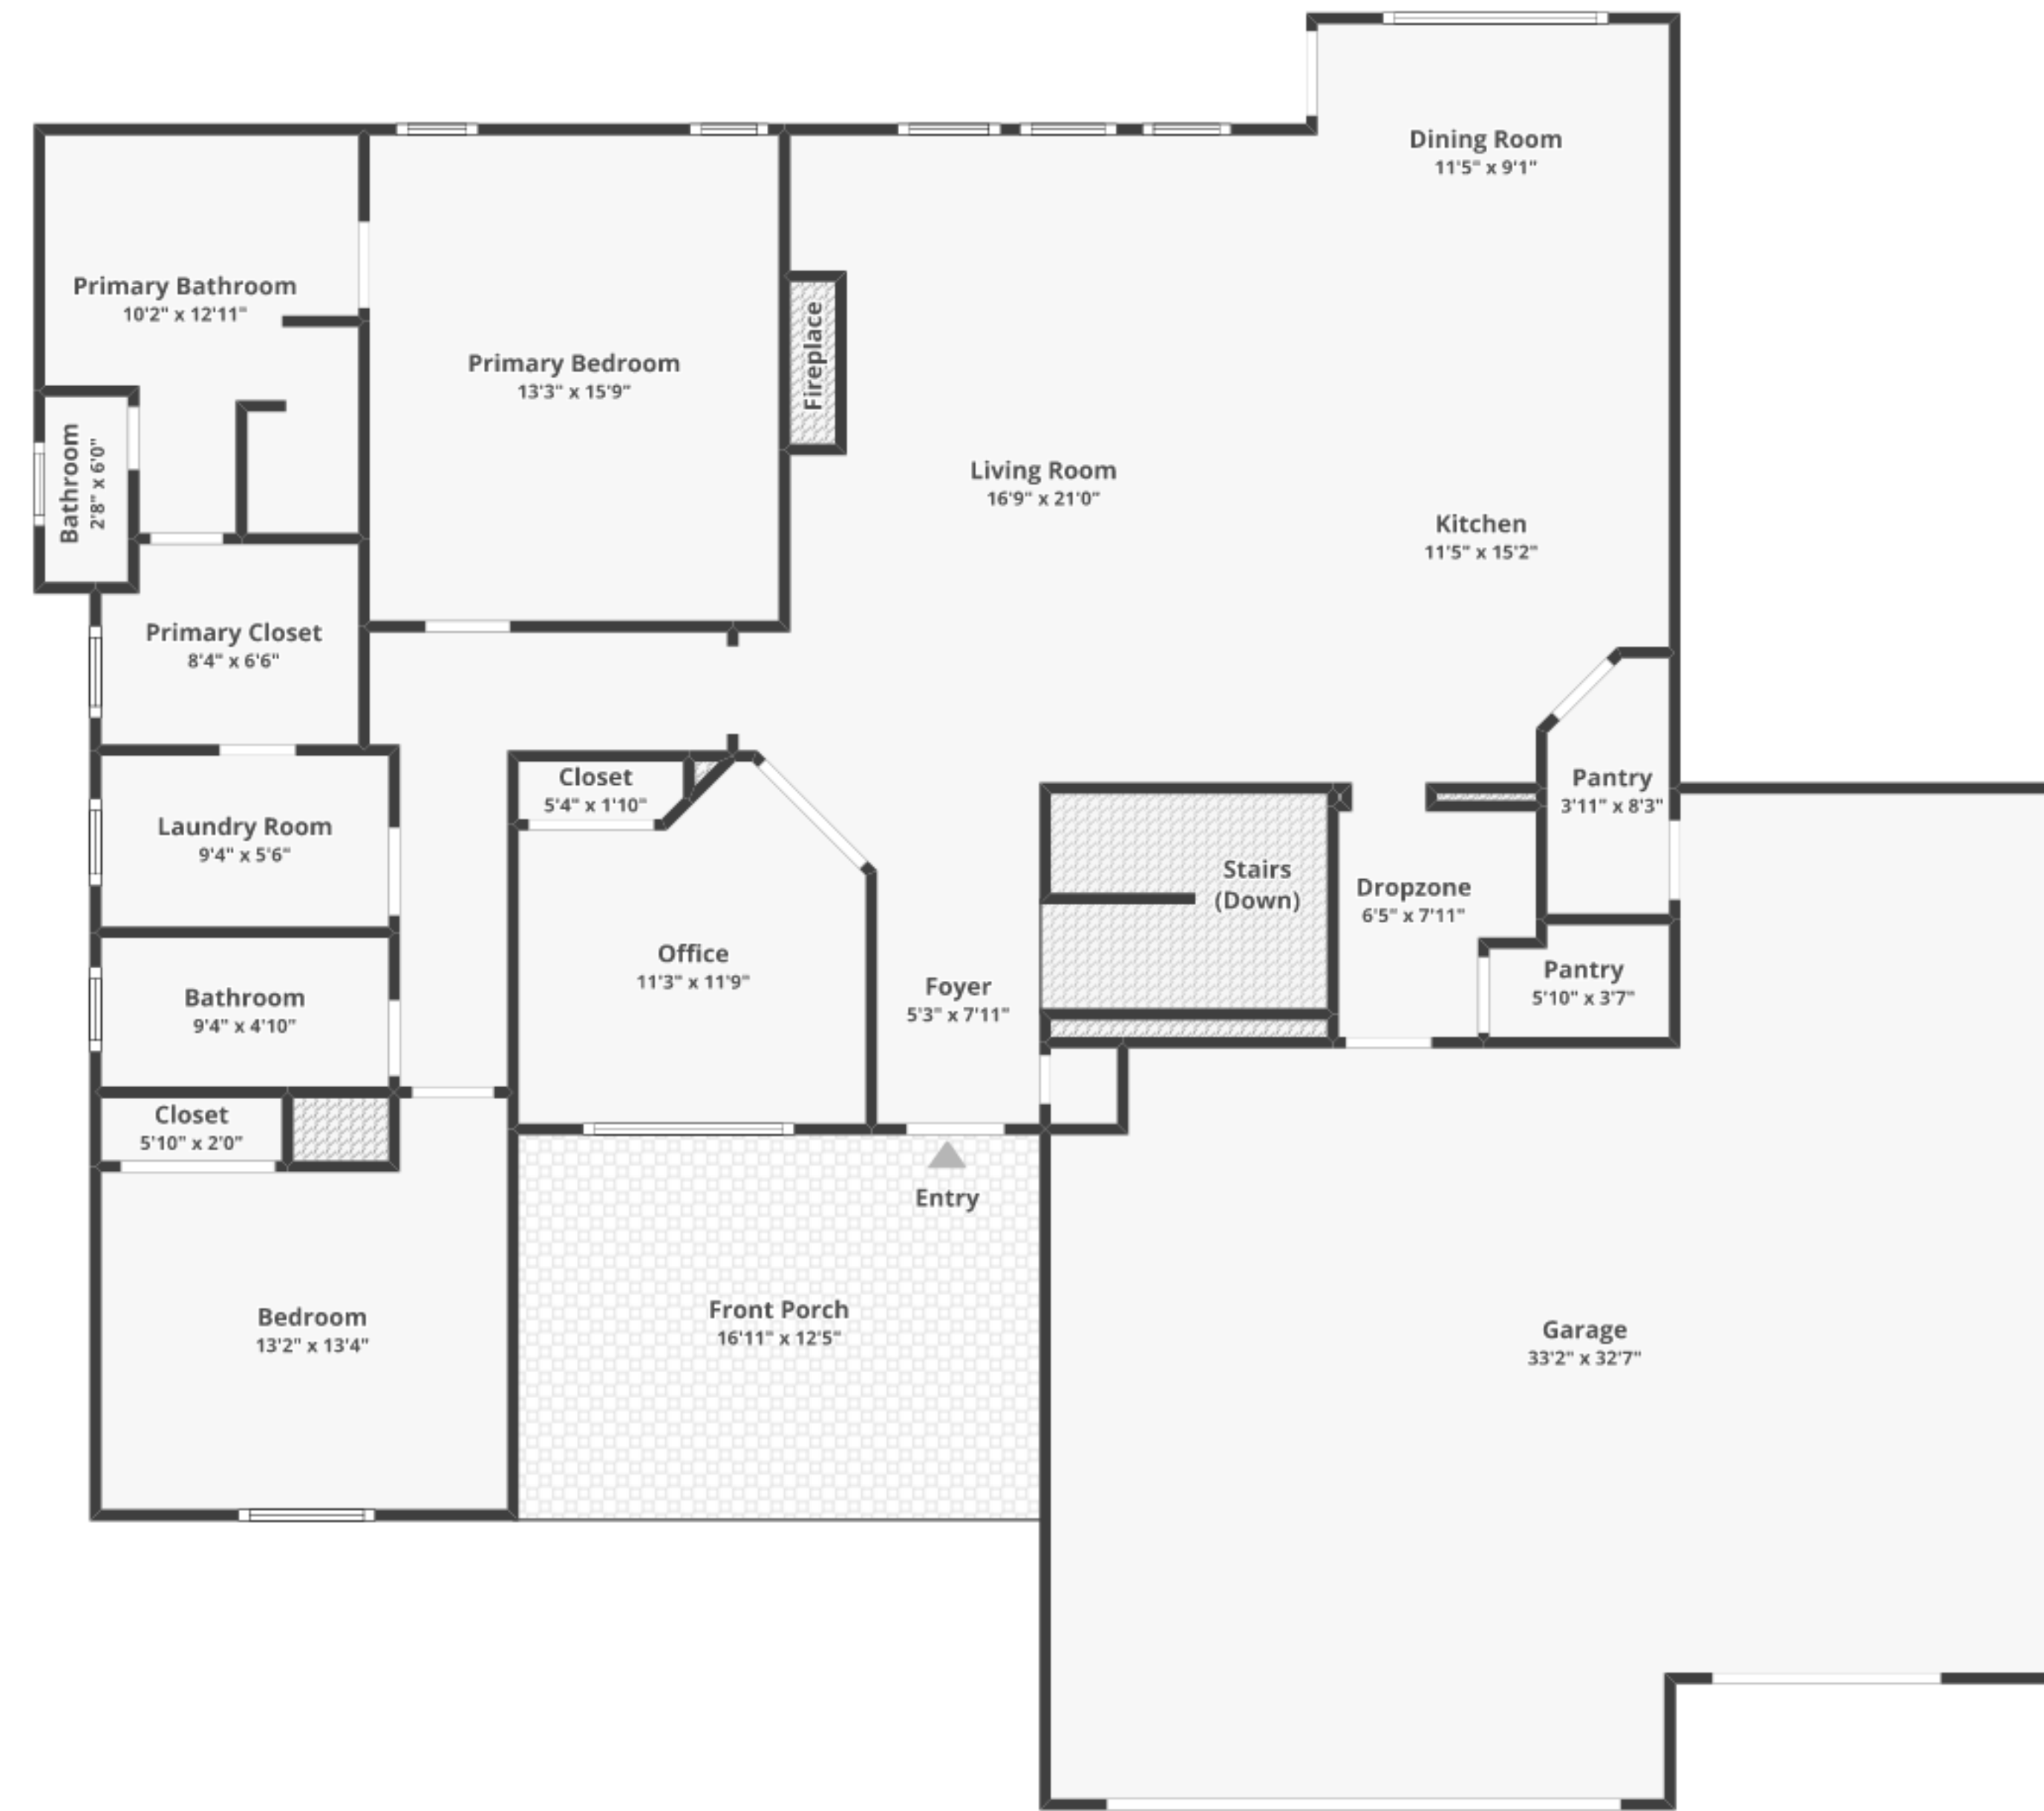 Dining Room
11'5" x 9'1"
Primary Bathroom
10'2" x 12'11"
Primary Bedroom
13'3" x 15'9"
Fireplace
Living Room
16'9" x 21'0"
Kitchen
11'5" x 15'2"
Bathroom
2'8" x 6'0"
Primary Closet
8'4" x 6'6"
Closet
5'4" x 1'10"
Pantry
3'11" x 8'3"
Laundry Room
9'4" x 5'6"
Stairs
(Down)
Dropzone
6'5" x 7'11"
Office
11'3" x 11'9"
Foyer
5'3" x 7'11"
Pantry
5'10" x 3'7"
Bathroom
9'4" x 4'10"
Closet
5'10" x 2'0"
Entry
Bedroom
13'2" x 13'4"
Front Porch
16'11" x 12'5"
Garage
33'2" x 32'7"